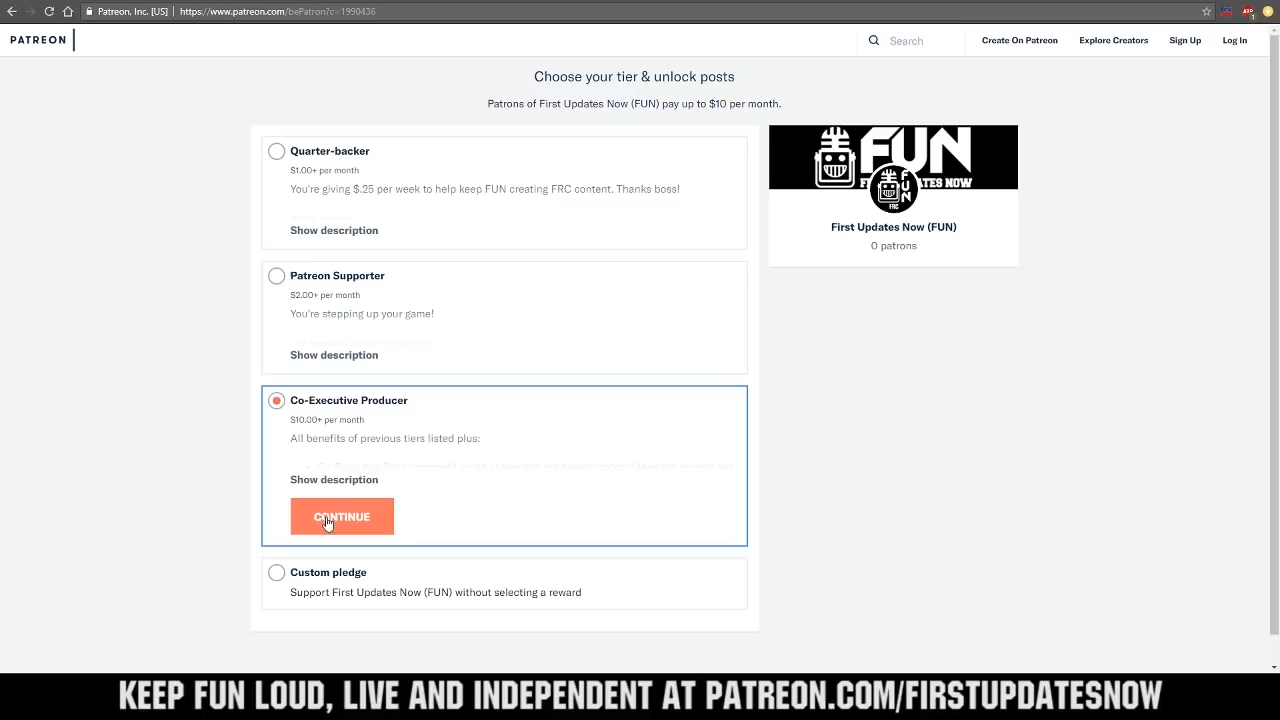 Patreon, Inc. [US] | https://www.patreon.com/bePatron?c=1990436
PATREON
Search
Create On Patreon
Explore Creators
Sign Up
Log In
Choose your tier & unlock posts
Patrons of First Updates Now (FUN) pay up to $10 per month.
Quarter-backer
$1.00+ per month
You're giving $.25 per week to help keep FUN creating FRC content. Thanks boss!
Show description
Patreon Supporter
$2.00+ per month
You're stepping up your game!
Show description
Co-Executive Producer
$10.00+ per month
All benefits of previous tiers listed plus:
Show description
CONTINUE
Custom pledge
Support First Updates Now (FUN) without selecting a reward
FUN
FUN
FRC
First Updates Now (FUN)
0 patrons
KEEP FUN LOUD, LIVE AND INDEPENDENT AT PATREON.COM/FIRSTUPDATESNOW